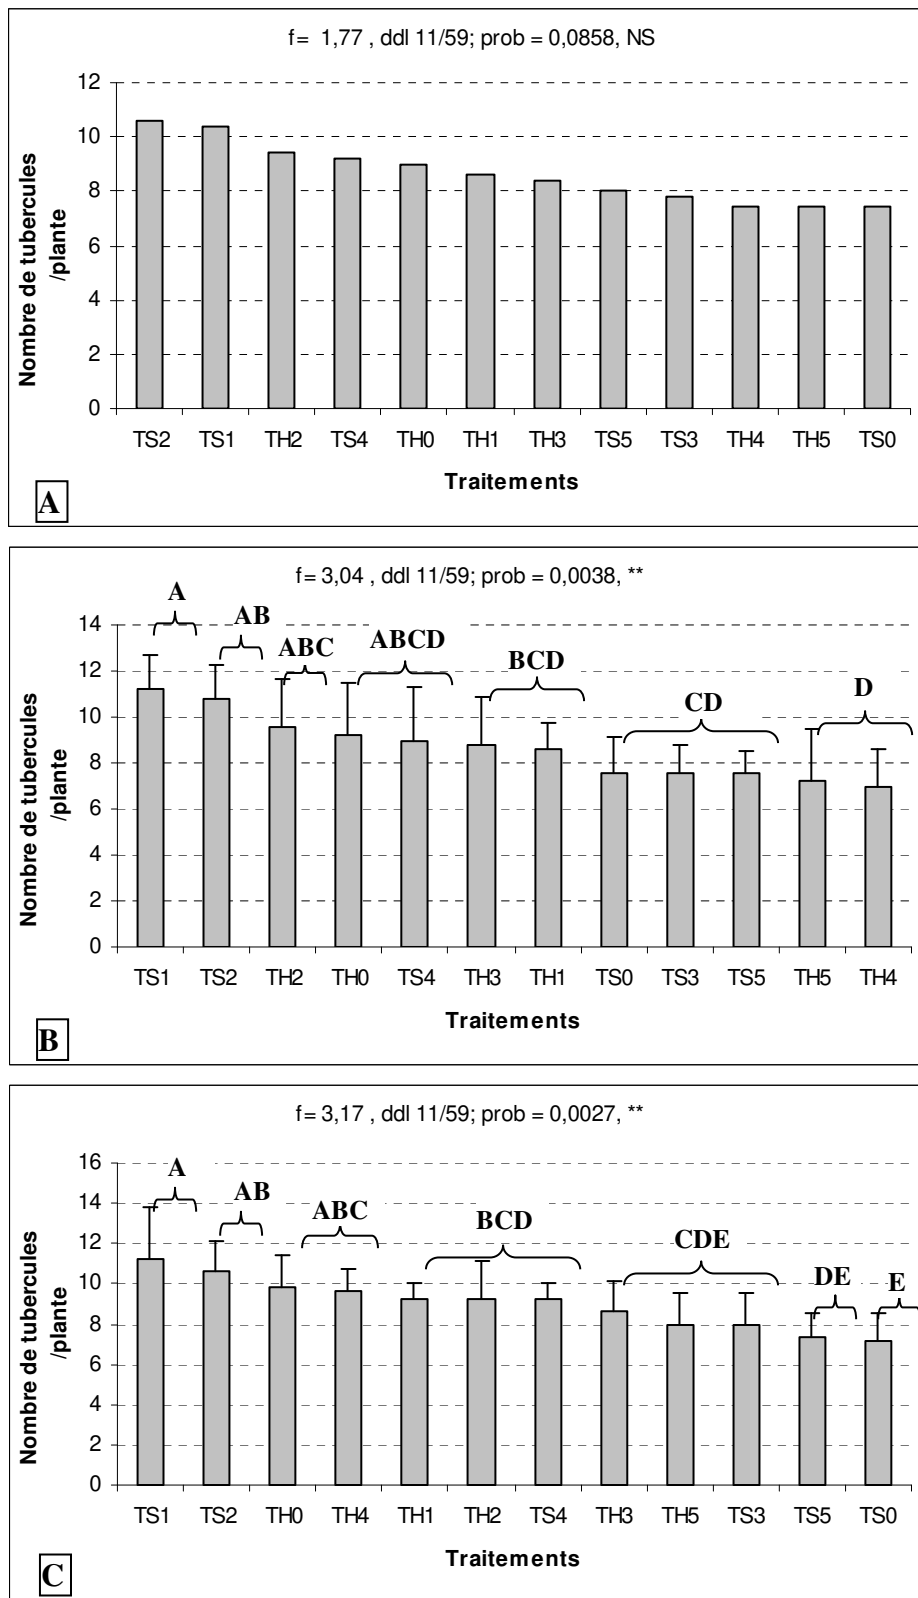 f= 1,77 , ddl 11/59; prob = 0,0858, NS
Nombre de tubercules
/plante
12
10
8
6
4
2
0
TS2 TS1 TH2 TS4 TH0 TH1 TH3 TS5 TS3 TH4 TH5 TS0
Traitements
A
f= 3,04 , ddl 11/59; prob = 0,0038, **
Nombre de tubercules
/plante
14
12
10
8
6
4
2
0
A AB ABC ABCD BCD CD D
TS1 TS2 TH2 TH0 TS4 TH3 TH1 TS0 TS3 TS5 TH5 TH4
Traitements
B
f= 3,17 , ddl 11/59; prob = 0,0027, **
Nombre de tubercules
/plante
16
14
12
10
8
6
4
2
0
A AB ABC BCD CDE DE E
TS1 TS2 TH0 TH4 TH1 TH2 TS4 TH3 TH5 TS3 TS5 TS0
Traitements
C